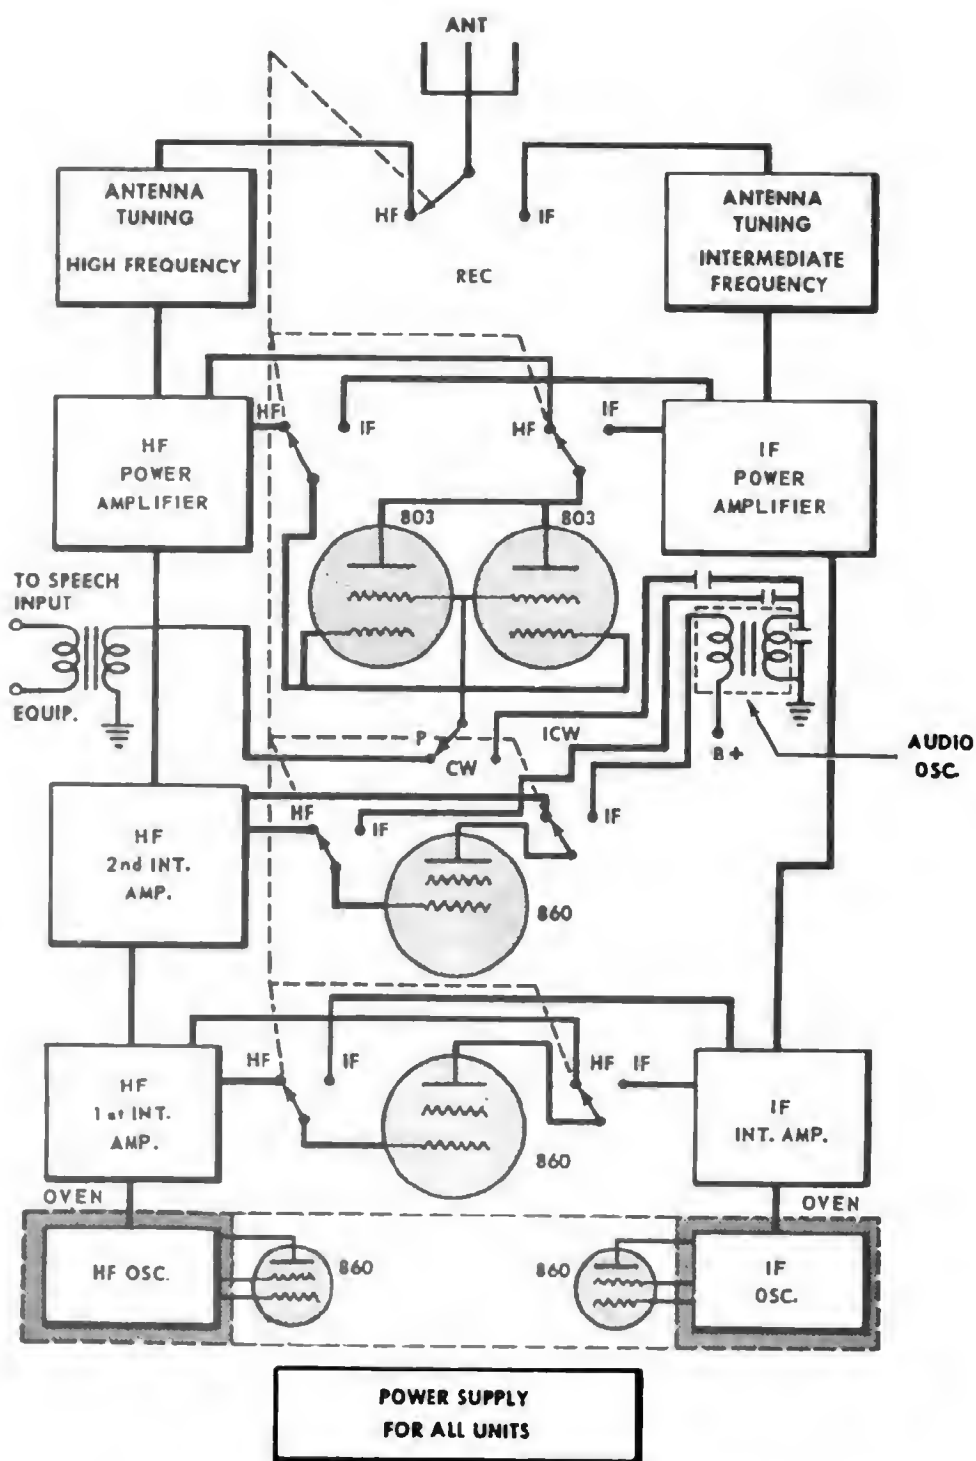 ANT
ANTENNA
TUNING
HIGH FREQUENCY
HF
IF
REC
ANTENNA
TUNING
INTERMEDIATE
FREQUENCY
HF
IF
HF
IF
HF
POWER
AMPLIFIER
IF
POWER
AMPLIFIER
803
803
TO SPEECH
INPUT
EQUIP.
P
CW
ICW
B+
AUDIO
OSC.
HF
IF
IF
HF
2nd INT.
AMP.
860
HF
IF
HF
IF
HF
1st INT.
AMP.
IF
INT. AMP.
860
OVEN
OVEN
HF OSC.
860
860
IF
OSC.
POWER SUPPLY
FOR ALL UNITS